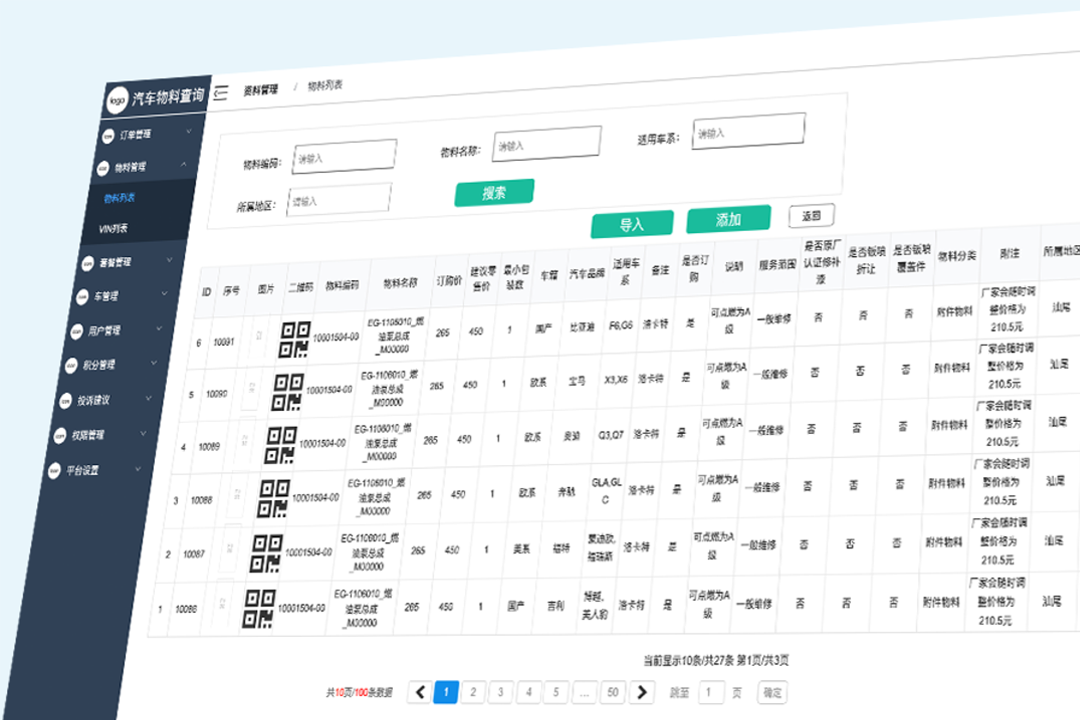 logo 汽车物料查询
资料管理 / 物料列表
订单管理
物料管理
物料列表
VIN列表
套餐管理
车管理
用户管理
积分管理
投诉建议
权限管理
平台设置
物料编码: 请输入 物料名称: 请输入 适用车系: 请输入
所属地区: 请输入 搜索
导入 添加 返回
ID 序号 图片 二维码 物料编码 物料名称 订购价 建议零售价 最小包装数 车箱 汽车品牌 适用车系 备注 是否订购 说明 服务范围 是否原厂认证修补漆 是否钣喷折让 是否钣喷覆盖件 物料分类 附注 所属地区
6 10091 10001504-00 EG-1106010_燃油泵总成_M00000 265 450 1 国产 比亚迪 F6,G6 洛卡特 是 可点燃为A级 一般维修 否 否 否 附件物料 厂家会随时调整价格为210.5元 汕尾
5 10090 10001504-00 EG-1106010_燃油泵总成_M00000 265 450 1 欧系 宝马 X3,X6 洛卡特 是 可点燃为A级 一般维修 否 否 否 附件物料 厂家会随时调整价格为210.5元 汕尾
4 10089 10001504-00 EG-1106010_燃油泵总成_M00000 265 450 1 欧系 奥迪 Q3,Q7 洛卡特 是 可点燃为A级 一般维修 否 否 否 附件物料 厂家会随时调整价格为210.5元 汕尾
3 10088 10001504-00 EG-1106010_燃油泵总成_M00000 265 450 1 欧系 奔驰 GLA,GLC 洛卡特 是 可点燃为A级 一般维修 否 否 否 附件物料 厂家会随时调整价格为210.5元 汕尾
2 10087 10001504-00 EG-1106010_燃油泵总成_M00000 265 450 1 美系 福特 蒙迪欧,福瑞斯 洛卡特 是 可点燃为A级 一般维修 否 否 否 附件物料 厂家会随时调整价格为210.5元 汕尾
1 10086 10001504-00 EG-1106010_燃油泵总成_M00000 265 450 1 国产 吉利 博越,美人豹 洛卡特 是 可点燃为A级 一般维修 否 否 否 附件物料 厂家会随时调整价格为210.5元 汕尾
当前显示10条/共27条 第1页/共3页
共10页/100条数据 1 2 3 4 5 ... 50 跳至 1 页 确定